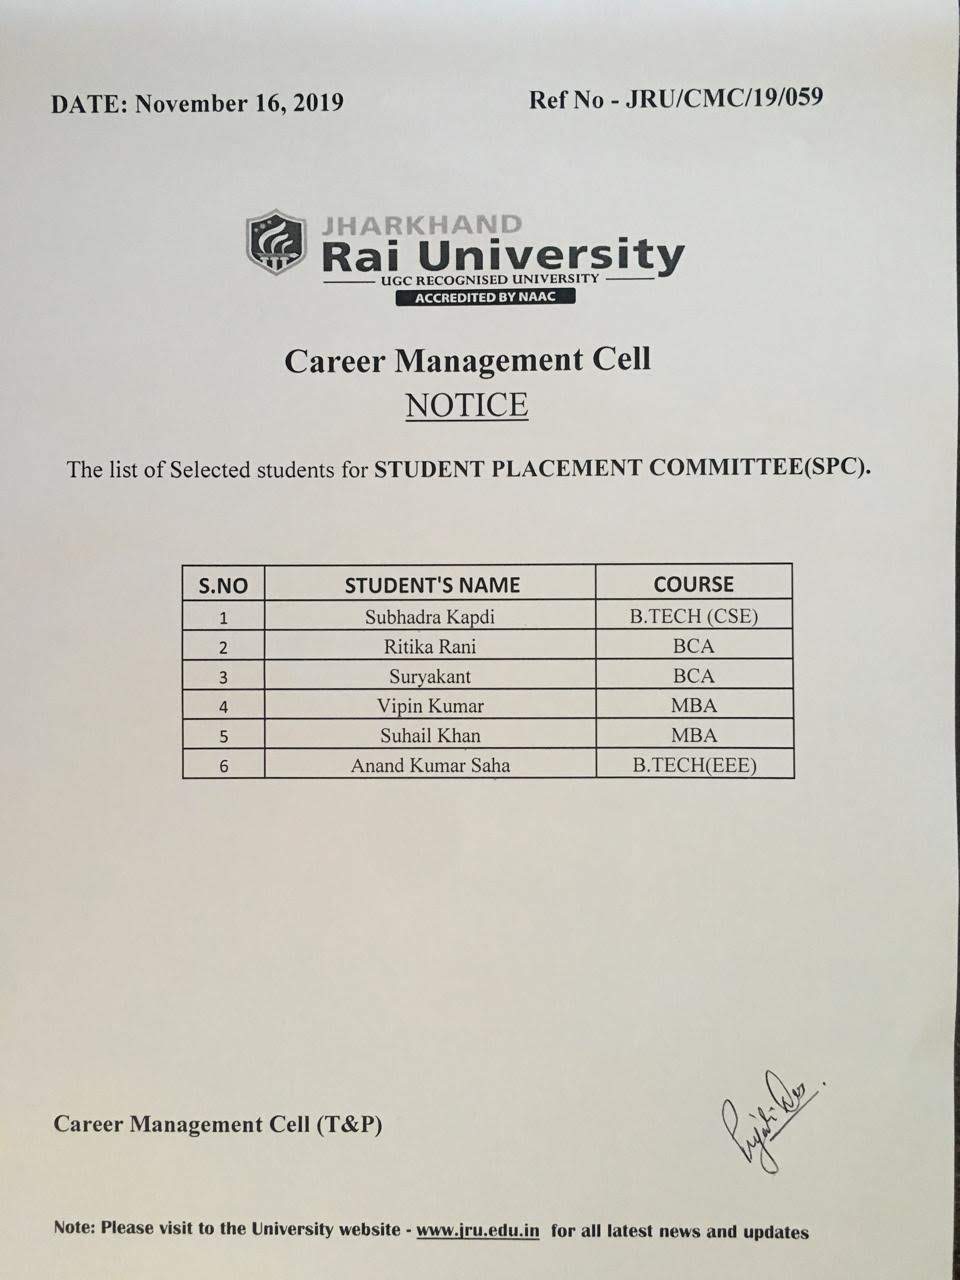 DATE: November 16, 2019 Ref No - JRU/CMC/19/059
JHARKHAND
Rai University
UGC RECOGNISED UNIVERSITY
ACCREDITED BY NAAC
Career Management Cell
NOTICE
The list of Selected students for STUDENT PLACEMENT COMMITTEE(SPC).
S.NO STUDENT'S NAME COURSE
1 Subhadra Kapdi B.TECH (CSE)
2 Ritika Rani BCA
3 Suryakant BCA
4 Vipin Kumar MBA
5 Suhail Khan MBA
6 Anand Kumar Saha B.TECH(EEE)
Career Management Cell (T&P)
Note: Please visit to the University website - www.jru.edu.in for all latest news and updates